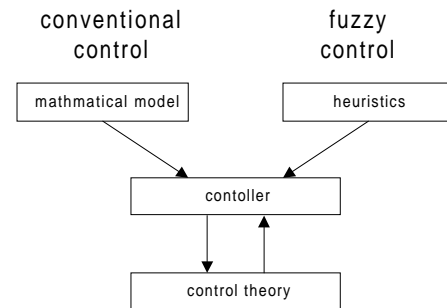 conventional
control
fuzzy
control
mathmatical model
heuristics
contoller
control theory